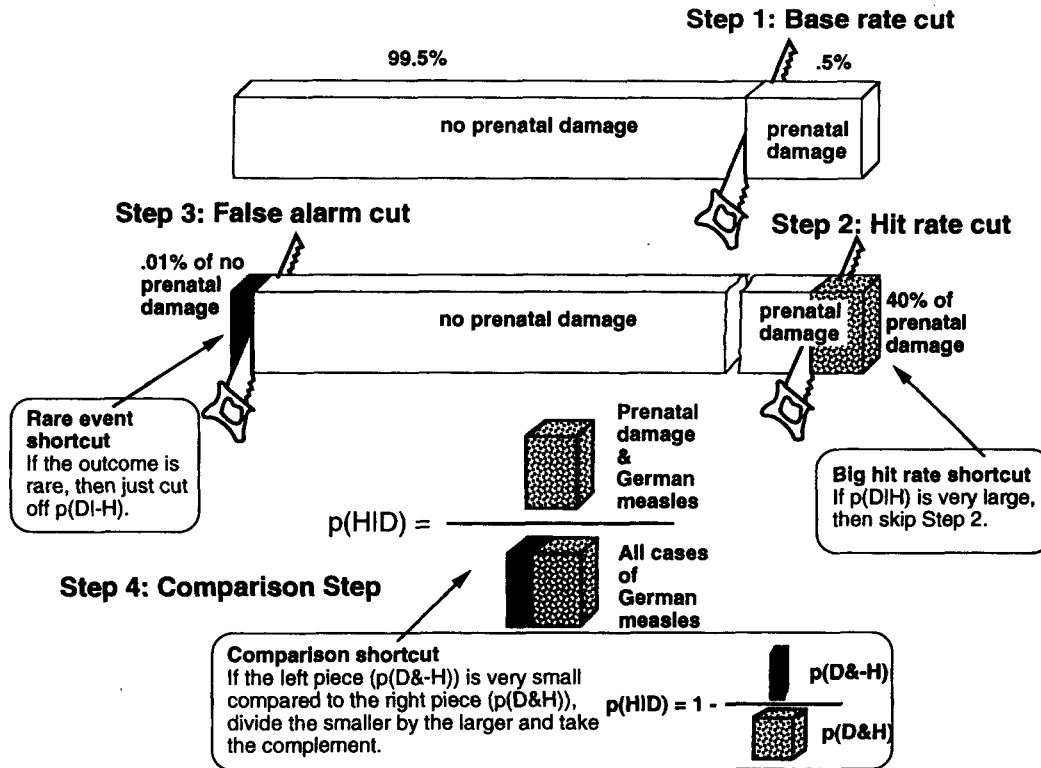 Step 1: Base rate cut
99.5%
.5%
no prenatal damage
prenatal
damage
Step 3: False alarm cut
Step 2: Hit rate cut
.01% of no
prenatal
damage
no prenatal damage
prenatal
damage
40% of
prenatal
damage
Rare event
shortcut
If the outcome is
rare, then just cut
off p(D|-H).
Prenatal
damage
&
German
measles
Big hit rate shortcut
If p(D|H) is very large,
then skip Step 2.
p(H|D) =
All cases
of
German
measles
Step 4: Comparison Step
Comparison shortcut
If the left piece (p(D&-H)) is very small
compared to the right piece (p(D&H)),
divide the smaller by the larger and take
the complement.
p(H|D) = 1 -
p(D&-H)
p(D&H)